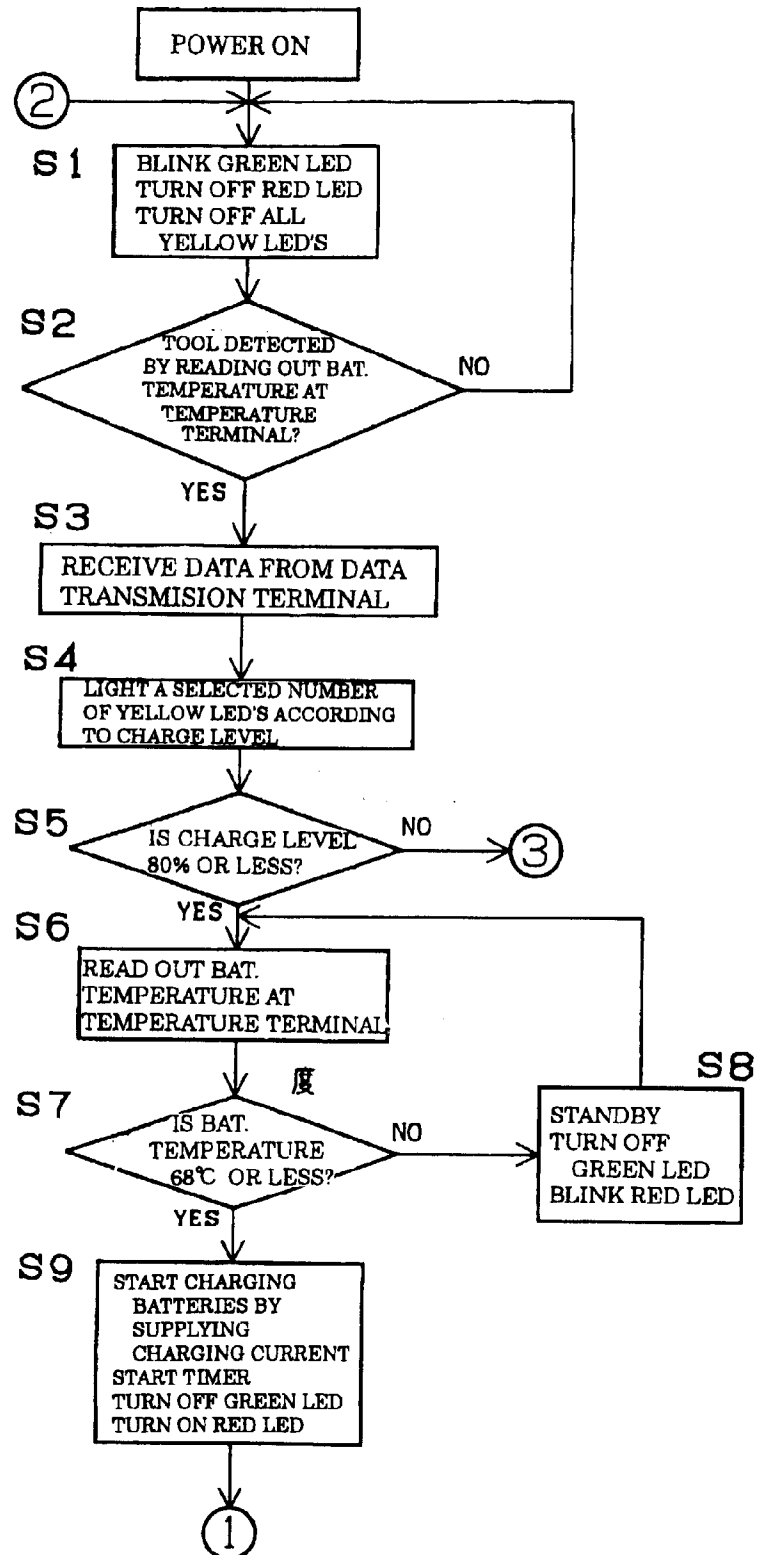 POWER ON
2
S1
BLINK GREEN LED
TURN OFF RED LED
TURN OFF ALL
YELLOW LED'S
S2
TOOL DETECTED
BY READING OUT BAT.
TEMPERATURE AT
TEMPERATURE
TERMINAL?
NO
YES
S3
RECEIVE DATA FROM DATA
TRANSMISION TERMINAL
S4
LIGHT A SELECTED NUMBER
OF YELLOW LED'S ACCORDING
TO CHARGE LEVEL
S5
IS CHARGE LEVEL
80% OR LESS?
NO
3
YES
S6
READ OUT BAT.
TEMPERATURE AT
TEMPERATURE TERMINAL
度
S7
IS BAT.
TEMPERATURE
68℃ OR LESS?
NO
S8
STANDBY
TURN OFF
GREEN LED
BLINK RED LED
YES
S9
START CHARGING
BATTERIES BY
SUPPLYING
CHARGING CURRENT
START TIMER
TURN OFF GREEN LED
TURN ON RED LED
1